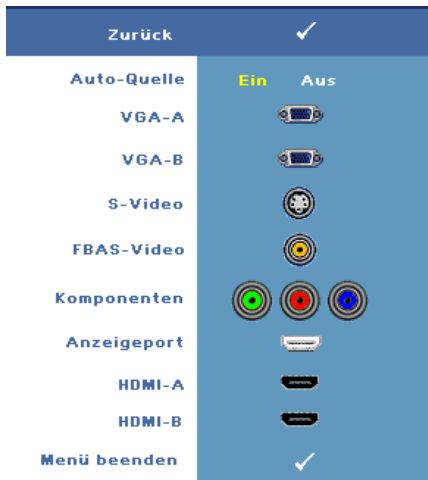 Zurück
Auto-Quelle Ein Aus
VGA-A
VGA-B
S-Video
FBAS-Video
Komponenten
Anzeigeport
HDMI-A
HDMI-B
Menü beenden